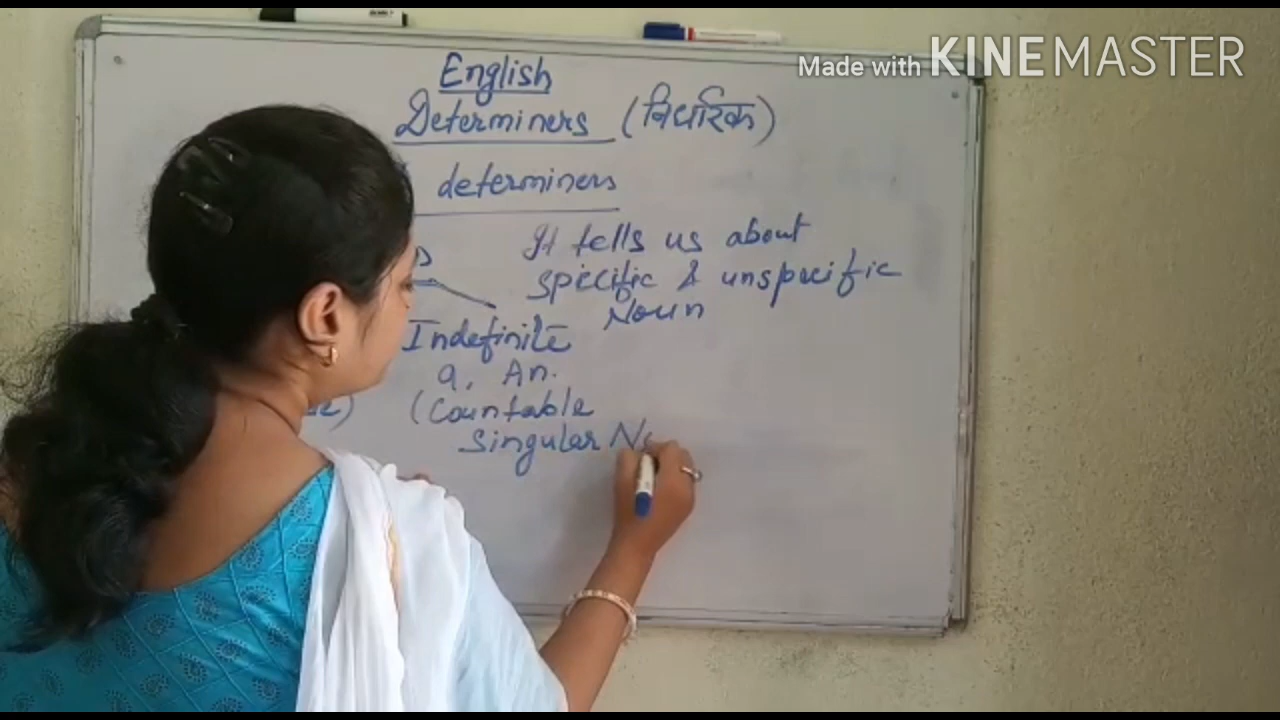 Made with KINEMASTER
English
Determiners (निर्धारक)
determiners
It tells us about
specific & unspecific
Noun
Indefinite
a, An.
(Countable
Singular